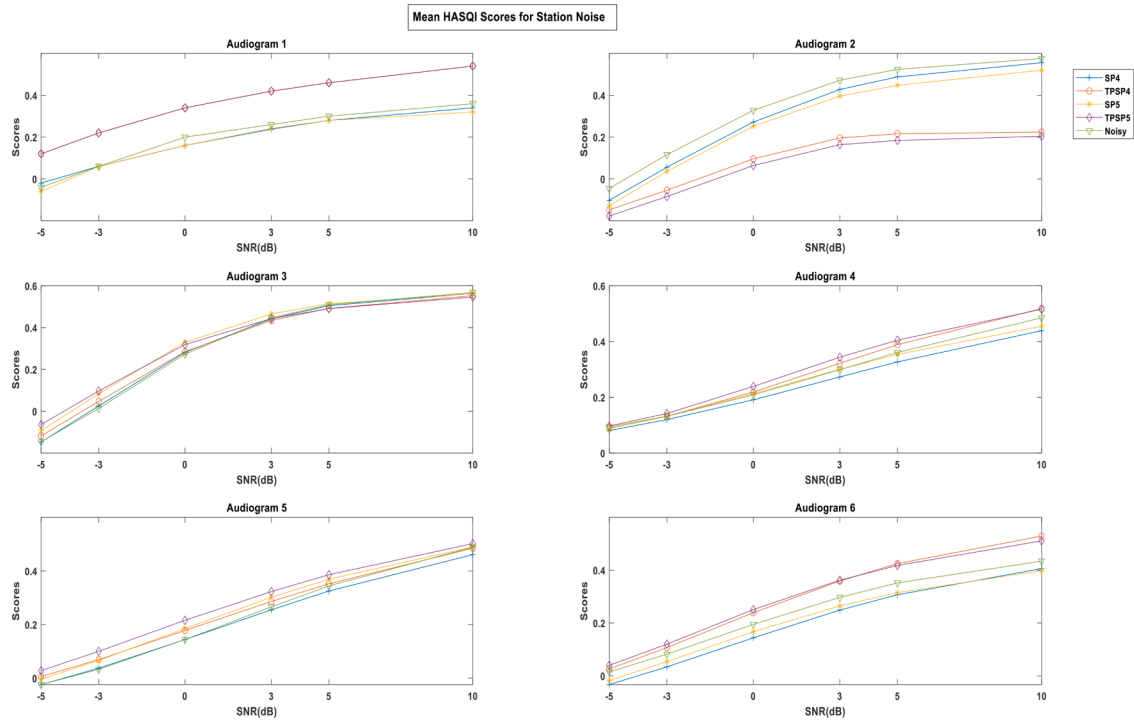 Mean HASQI Scores for Station Noise
Audiogram 1
Scores
0.4
0.2
0
-5 -3 0 3 5 10
SNR(dB)
Audiogram 2
Scores
0.4
0.2
0
-5 -3 0 3 5 10
SNR(dB)
SP4
TPSP4
SP5
TPSP5
Noisy
Audiogram 3
Scores
0.6
0.4
0.2
0
-5 -3 0 3 5 10
SNR(dB)
Audiogram 4
Scores
0.6
0.4
0.2
0
-5 -3 0 3 5 10
SNR(dB)
Audiogram 5
Scores
0.4
0.2
0
-5 -3 0 3 5 10
SNR(dB)
Audiogram 6
Scores
0.4
0.2
0
-5 -3 0 3 5 10
SNR(dB)